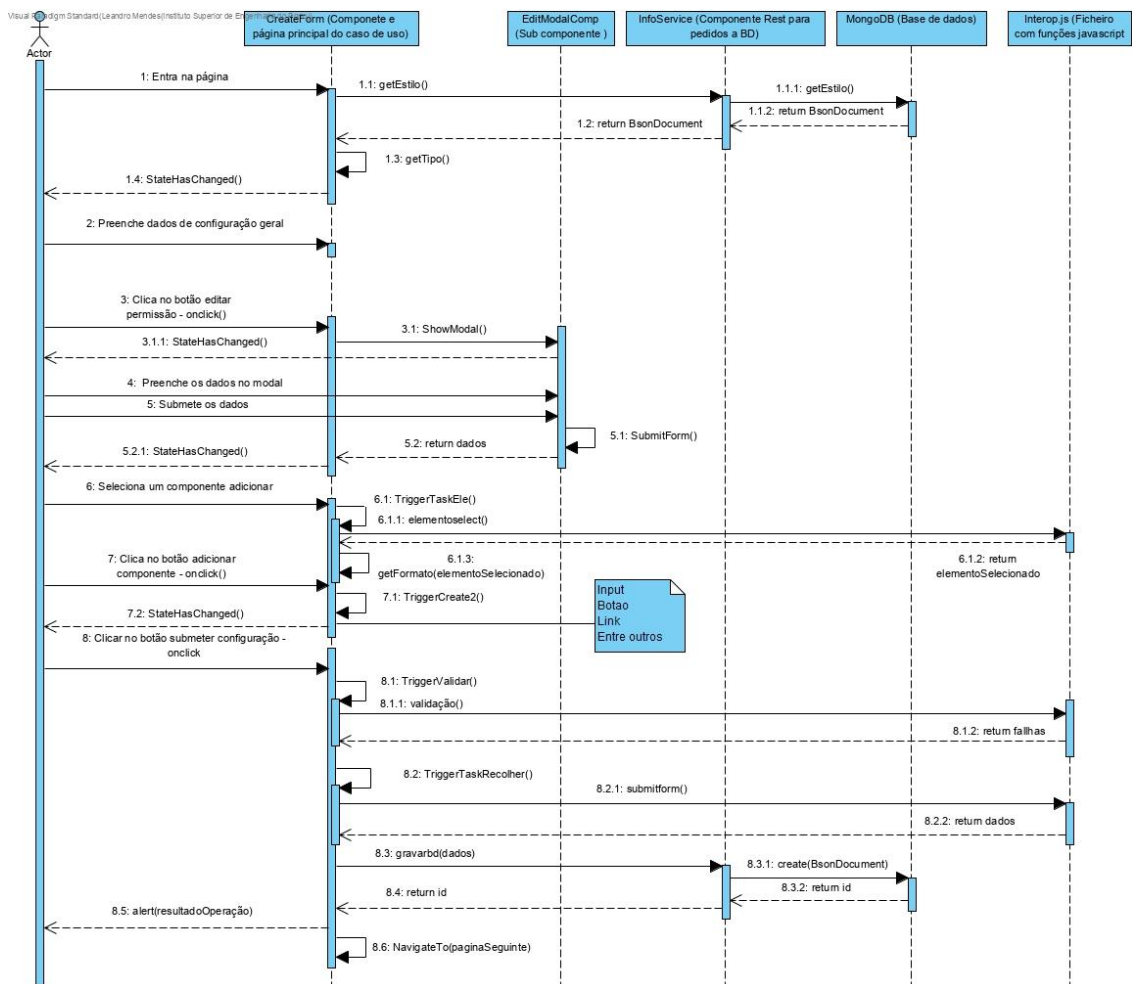 Visual Paradigm Standard(Leandro Mendes(Instituto Superior de Engenharia do
Actor
CreateForm (Componete e
página principal do caso de uso)
EditModalComp
(Sub componente )
InfoService (Componente Rest para
pedidos a BD)
MongoDB (Base de dados)
Interop.js (Ficheiro
com funções javascript
1: Entra na página
1.1: getEstilo()
1.1.1: getEstilo()
1.1.2: return BsonDocument
1.2: return BsonDocument
1.3: getTipo()
1.4: StateHasChanged()
2: Preenche dados de configuração geral
3: Clica no botão editar
permissão - onclick()
3.1: ShowModal()
3.1.1: StateHasChanged()
4:  Preenche os dados no modal
5: Submete os dados
5.1: SubmitForm()
5.2: return dados
5.2.1: StateHasChanged()
6: Seleciona um componente adicionar
6.1: TriggerTaskEle()
6.1.1: elementoselect()
6.1.2: return
elementoSelecionado
6.1.3:
getFormato(elementoSelecionado)
7: Clica no botão adicionar
componente - onclick()
7.1: TriggerCreate2()
Input
Botao
Link
Entre outros
7.2: StateHasChanged()
8: Clicar no botão submeter configuração -
onclick
8.1: TriggerValidar()
8.1.1: validação()
8.1.2: return fallhas
8.2: TriggerTaskRecolher()
8.2.1: submitform()
8.2.2: return dados
8.3: gravarbd(dados)
8.3.1: create(BsonDocument)
8.3.2: return id
8.4: return id
8.5: alert(resultadoOperação)
8.6: NavigateTo(paginaSeguinte)